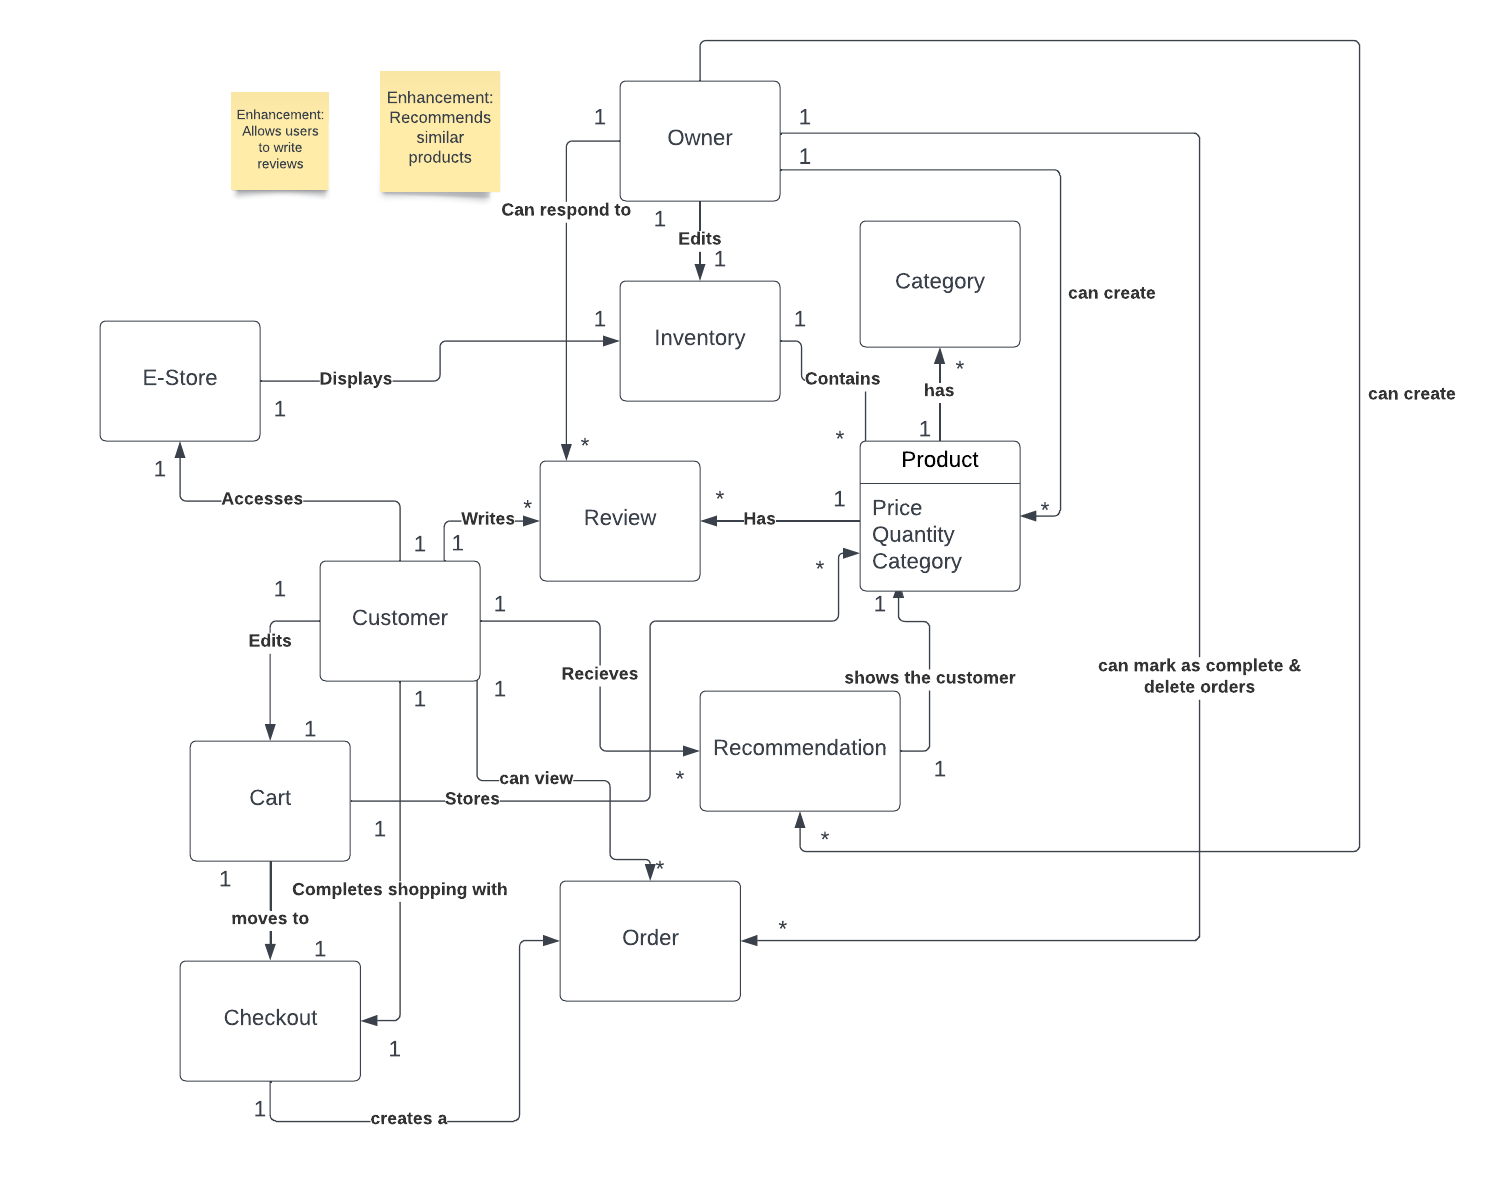 Enhancement:
Allows users
to write
reviews
Enhancement:
Recommends
similar
products
Owner
1
1
1
Can respond to
1
Edits
1
Category
can create
E-Store
Displays
1
1
Inventory
1
Contains
*
has
1
can create
*
*
Product
Price
Quantity
Category
*
1
Accesses
1
Writes
*
1
Review
*
Has
1
*
1
Customer
1
Edits
1
1
1
Recieves
*
shows the customer
1
can mark as complete &
delete orders
Recommendation
1
*
Cart
1
Stores
1
can view
*
1
moves to
1
Completes shopping with
Order
*
Checkout
1
1
creates a